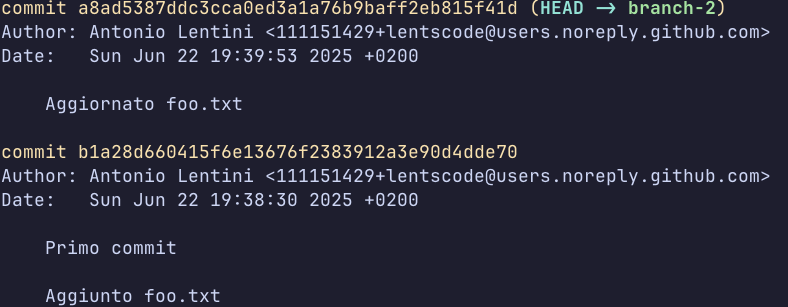 commit a8ad5387ddc3cca0ed3a1a76b9baff2eb815f41d (HEAD -> branch-2)
Author: Antonio Lentini <111151429+lentscode@users.noreply.github.com>
Date:   Sun Jun 22 19:39:53 2025 +0200
    Aggiornato foo.txt
commit b1a28d660415f6e13676f2383912a3e90d4dde70
Author: Antonio Lentini <111151429+lentscode@users.noreply.github.com>
Date:   Sun Jun 22 19:38:30 2025 +0200
    Primo commit
    Aggiunto foo.txt